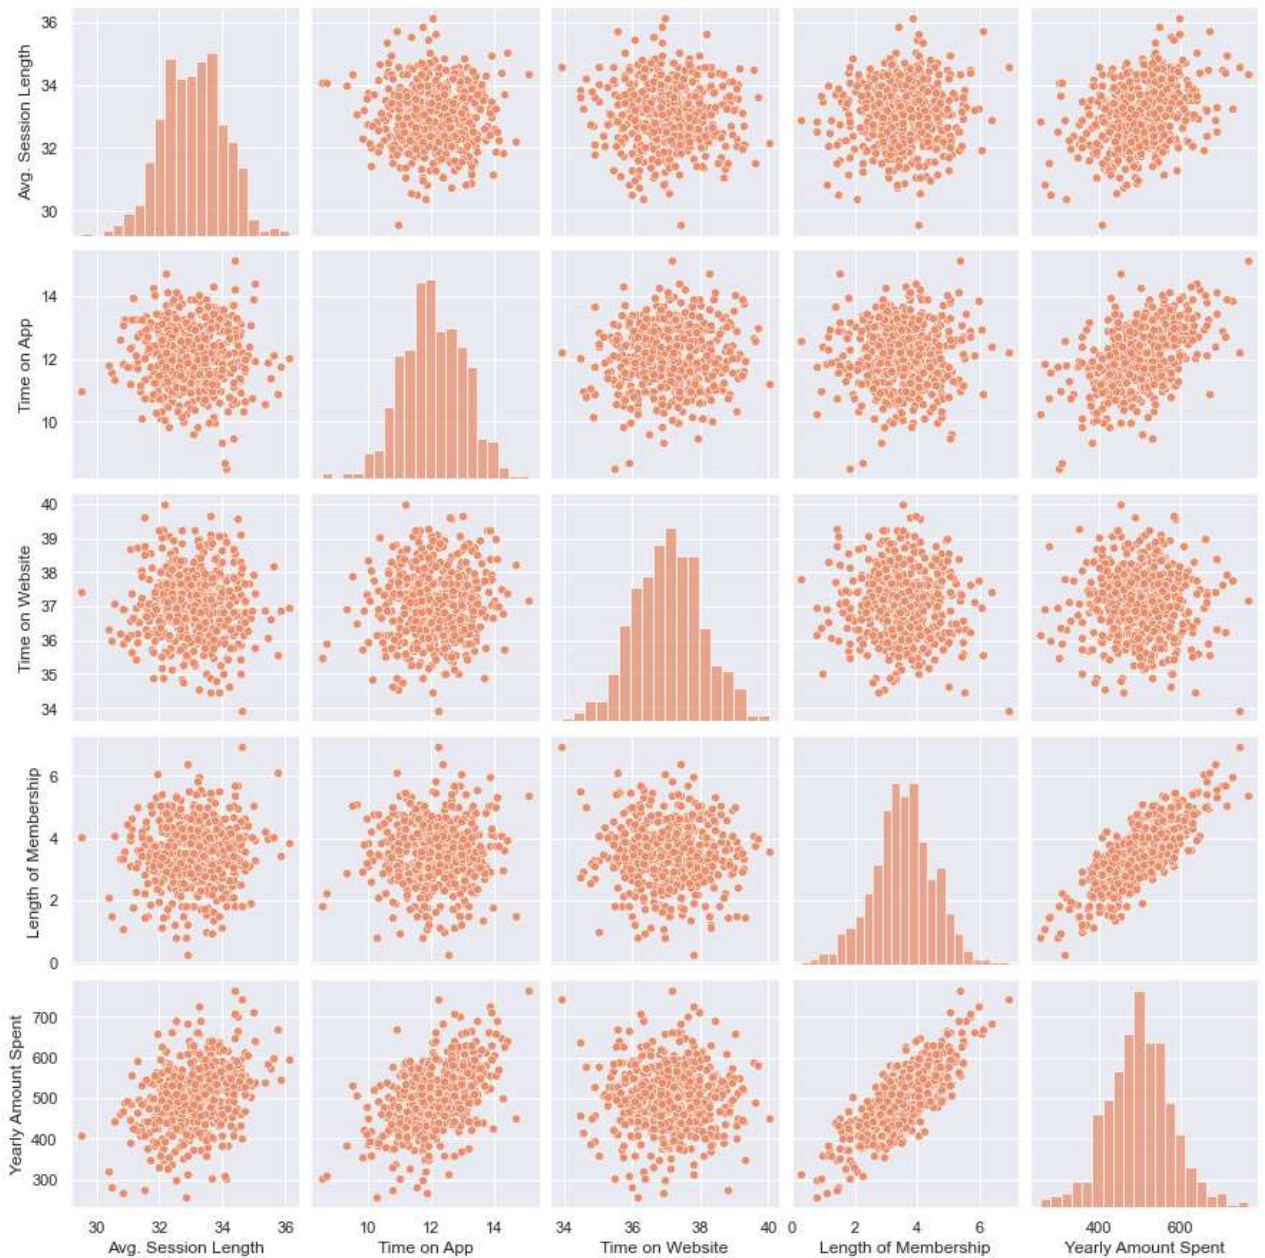 36
34
32
30
Avg. Session Length
14
12
10
Time on App
40
39
38
37
36
35
34
Time on Website
6
4
2
0
Length of Membership
700
600
500
400
300
Yearly Amount Spent
30 32 34 36
10 12 14
34 36 38 40
0 2 4 6
400 600
Avg. Session Length
Time on App
Time on Website
Length of Membership
Yearly Amount Spent